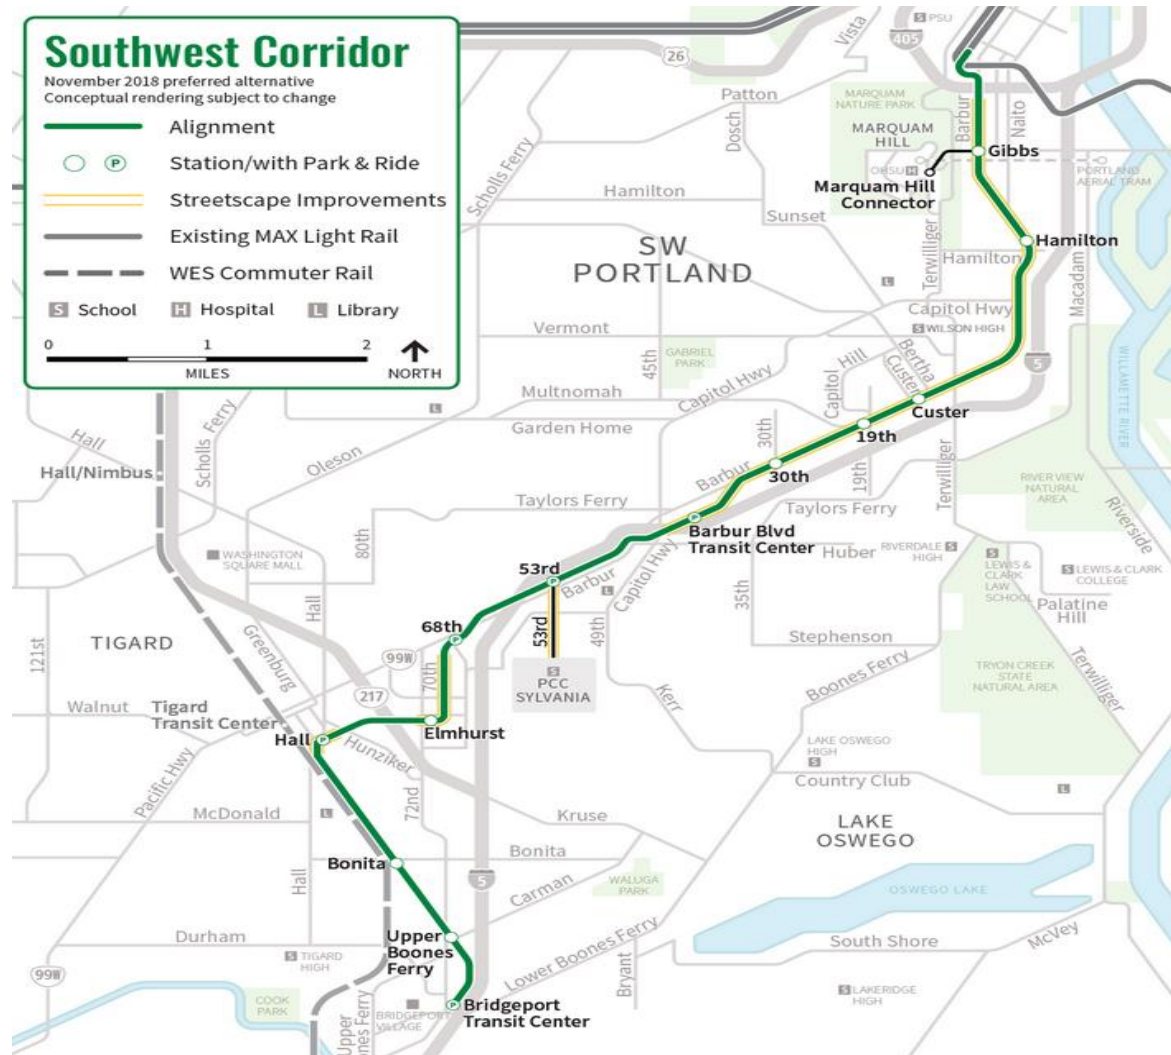 Southwest Corridor
November 2018 preferred alternative
Conceptual rendering subject to change
Alignment
P
Station/with Park & Ride
Streetscape Improvements
Existing MAX Light Rail
WES Commuter Rail
S School
H Hospital
L Library
0 1 2
MILES
NORTH
S PSU
405
26
Vista
Patton
MARQUAM
NATURE PARK
Barbur
Naito
Dosch
MARQUAM
HILL
Gibbs
Scholls Ferry
OHSU H
PORTLAND
AERIAL TRAM
Marquam Hill
Connector
Hamilton
Sunset
Terwilliger
Hamilton
Hamilton
SW
PORTLAND
L
Macadam
Capitol Hwy
Vermont
S WILSON HIGH
45th
GABRIEL
PARK
Capitol Hill
Bertha
Custer
5
WILLAMETTE RIVER
Multnomah
Capitol Hwy
L
Custer
Garden Home
30th
19th
Hall
Scholls Ferry
Oleson
Hall/Nimbus
Barbur
30th
19th
Terwilliger
RIVER VIEW
NATURAL
AREA
Taylors Ferry
Taylors Ferry
Riverside
Barbur Blvd
Transit Center
P
80th
WASHINGTON
SQUARE MALL
Huber
RIVERDALE
HIGH S
S
LEWIS &
CLARK
LAW
SCHOOL
S LEWIS & CLARK
COLLEGE
53rd
P
Barbur
L
Capitol Hwy
35th
Hall
Palatine
Hill
68th
P
53rd
49th
Stephenson
TIGARD
121st
Greenburg
99W
70th
S
PCC
SYLVANIA
Boones Ferry
TRYON CREEK
STATE
NATURAL AREA
Terwilliger
217
Kerr
Walnut
Tigard
Transit Center
Elmhurst
Hall
P
Hunziker
LAKE OSWEGO
HIGH
S
Pacific Hwy
Country Club
L
72nd
McDonald
L
Kruse
LAKE
OSWEGO
Bonita
Bonita
5
Carman
WALUGA
PARK
OSWEGO LAKE
Hall
Durham
Upper
Boones
Ferry
Lower Boones Ferry
South Shore
McVey
S TIGARD
HIGH
99W
Bryant
S LAKERIDGE
HIGH
COOK
PARK
BRIDGEPORT
VILLAGE
P
Bridgeport
Transit Center
Upper
Boones Ferry